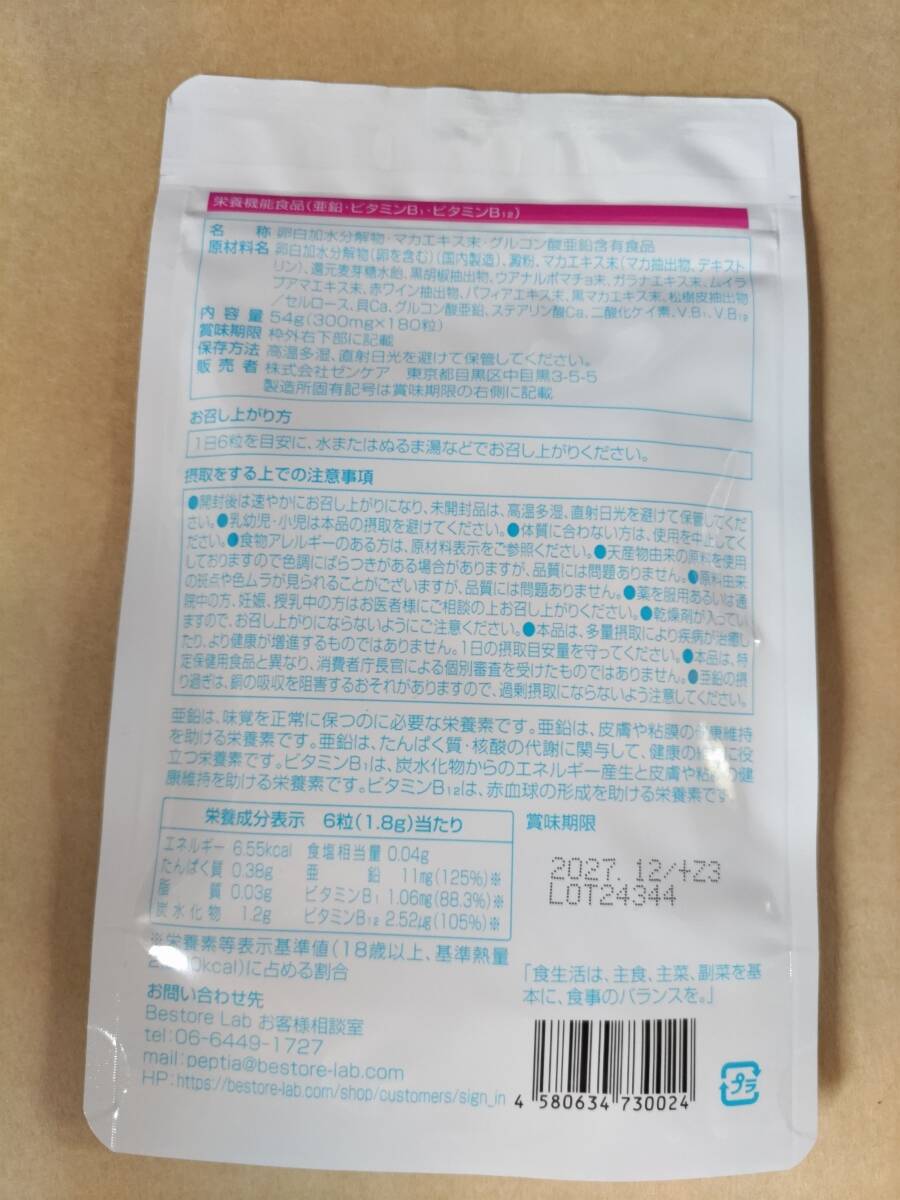 栄養機能食品(亜鉛・ビタミンB₁・ビタミンB₁₂)
名　称 卵白加水分解物・マカエキス末・グルコン酸亜鉛含有食品
原材料名 卵白加水分解物(卵を含む)(国内製造)、澱粉、マカエキス末(マカ抽出物、デキスト
リン)、還元麦芽糖水飴、黒胡椒抽出物、ウアナルポマチョ末、ガラナエキス末、ムイラ
プアマエキス末、赤ワイン抽出物、パフィアエキス末、黒マカエキス末、松樹皮抽出物
/セルロース、貝Ca、グルコン酸亜鉛、ステアリン酸Ca、二酸化ケイ素、V.B₁、V.B₁₂
内容量 54g(300mg×180粒)
賞味期限 枠外右下部に記載
保存方法 高温多湿、直射日光を避けて保管してください。
販売者 株式会社ゼンケア　東京都目黒区中目黒3-5-5
製造所固有記号は賞味期限の右側に記載
お召し上がり方
1日6粒を目安に、水またはぬるま湯などでお召し上がりください。
摂取をする上での注意事項
●開封後は速やかにお召し上がりになり、未開封品は、高温多湿、直射日光を避けて保管してくだ
さい。●乳幼児・小児は本品の摂取を避けてください。●体質に合わない方は、使用を中止してく
ださい。●食物アレルギーのある方は、原材料表示をご参照ください。●天産物由来の原料を使用
しておりますので色調にばらつきがある場合がありますが、品質には問題ありません。●原料由来
の斑点や色ムラが見られることがございますが、品質には問題ありません。●薬を服用あるいは通
院中の方、妊娠、授乳中の方はお医者様にご相談の上お召し上がりください。●乾燥剤が入ってい
ますので、お召し上がりにならないようにご注意ください。●本品は、多量摂取により疾病が治癒し
たり、より健康が増進するものではありません。1日の摂取目安量を守ってください。●本品は、特
定保健用食品と異なり、消費者庁長官による個別審査を受けたものではありません。●亜鉛の摂
り過ぎは、銅の吸収を阻害するおそれがありますので、過剰摂取にならないよう注意してください。
亜鉛は、味覚を正常に保つのに必要な栄養素です。亜鉛は、皮膚や粘膜の健康維持
を助ける栄養素です。亜鉛は、たんぱく質・核酸の代謝に関与して、健康の維持に役
立つ栄養素です。ビタミンB₁は、炭水化物からのエネルギー産生と皮膚や粘膜の健
康維持を助ける栄養素です。ビタミンB₁₂は、赤血球の形成を助ける栄養素です
栄養成分表示　6粒(1.8g)当たり
エネルギー 6.55kcal 食塩相当量 0.04g
たんぱく質 0.38g 亜　鉛 11mg(125%)※
脂　質 0.03g ビタミンB₁ 1.06mg(88.3%)※
炭水化物 1.2g ビタミンB₁₂ 2.52μg(105%)※
※栄養素等表示基準値(18歳以上、基準熱量
kcal)に占める割合
賞味期限
2027. 12/+Z3
LOT24344
お問い合わせ先
Bestore Lab お客様相談室
tel:06-6449-1727
mail:peptia@bestore-lab.com
HP:https://bestore-lab.com/shop/customers/sign_in
「食生活は、主食、主菜、副菜を基
本に、食事のバランスを。」
4 580634 730024
プラ